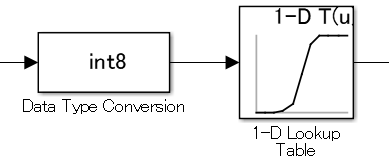 int8
Data Type Conversion
1-D T(u)
1-D Lookup
Table